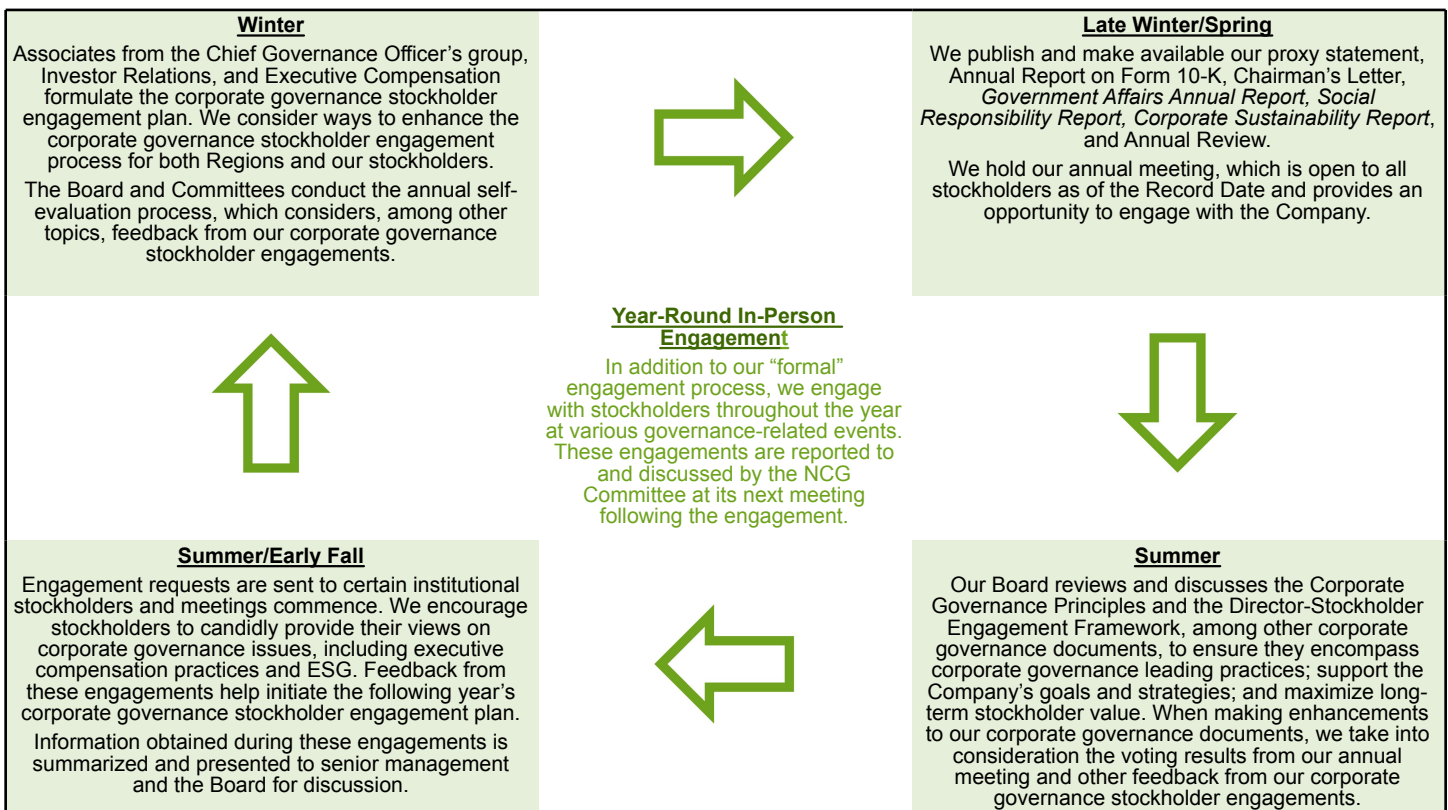 Winter
Associates from the Chief Governance Officer's group,
Investor Relations, and Executive Compensation
formulate the corporate governance stockholder
engagement plan. We consider ways to enhance the
corporate governance stockholder engagement
process for both Regions and our stockholders.
The Board and Committees conduct the annual self-
evaluation process, which considers, among other
topics, feedback from our corporate governance
stockholder engagements.
Late Winter/Spring
We publish and make available our proxy statement,
Annual Report on Form 10-K, Chairman's Letter,
Government Affairs Annual Report, Social
Responsibility Report, Corporate Sustainability Report,
and Annual Review.
We hold our annual meeting, which is open to all
stockholders as of the Record Date and provides an
opportunity to engage with the Company.
Year-Round In-Person
Engagement
In addition to our “formal”
engagement process, we engage
with stockholders throughout the year
at various governance-related events.
These engagements are reported to
and discussed by the NCG
Committee at its next meeting
following the engagement.
Summer/Early Fall
Engagement requests are sent to certain institutional
stockholders and meetings commence. We encourage
stockholders to candidly provide their views on
corporate governance issues, including executive
compensation practices and ESG. Feedback from
these engagements help initiate the following year's
corporate governance stockholder engagement plan.
Information obtained during these engagements is
summarized and presented to senior management
and the Board for discussion.
Summer
Our Board reviews and discusses the Corporate
Governance Principles and the Director-Stockholder
Engagement Framework, among other corporate
governance documents, to ensure they encompass
corporate governance leading practices; support the
Company's goals and strategies; and maximize long-
term stockholder value. When making enhancements
to our corporate governance documents, we take into
consideration the voting results from our annual
meeting and other feedback from our corporate
governance stockholder engagements.